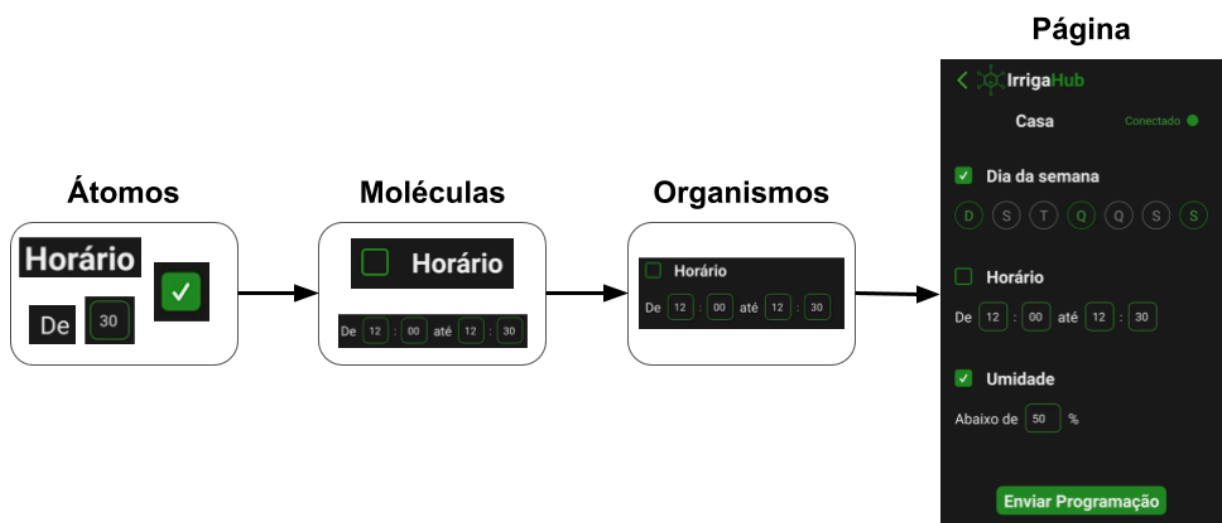 Átomos
Horário
De
30
Moléculas
Horário
De 12 : 00 até 12 : 30
Organismos
Horário
De 12 : 00 até 12 : 30
Página
IrrigaHub
Casa Conectado
Dia da semana
D S T Q Q S S
Horário
De 12 : 00 até 12 : 30
Umidade
Abaixo de 50 %
Enviar Programação